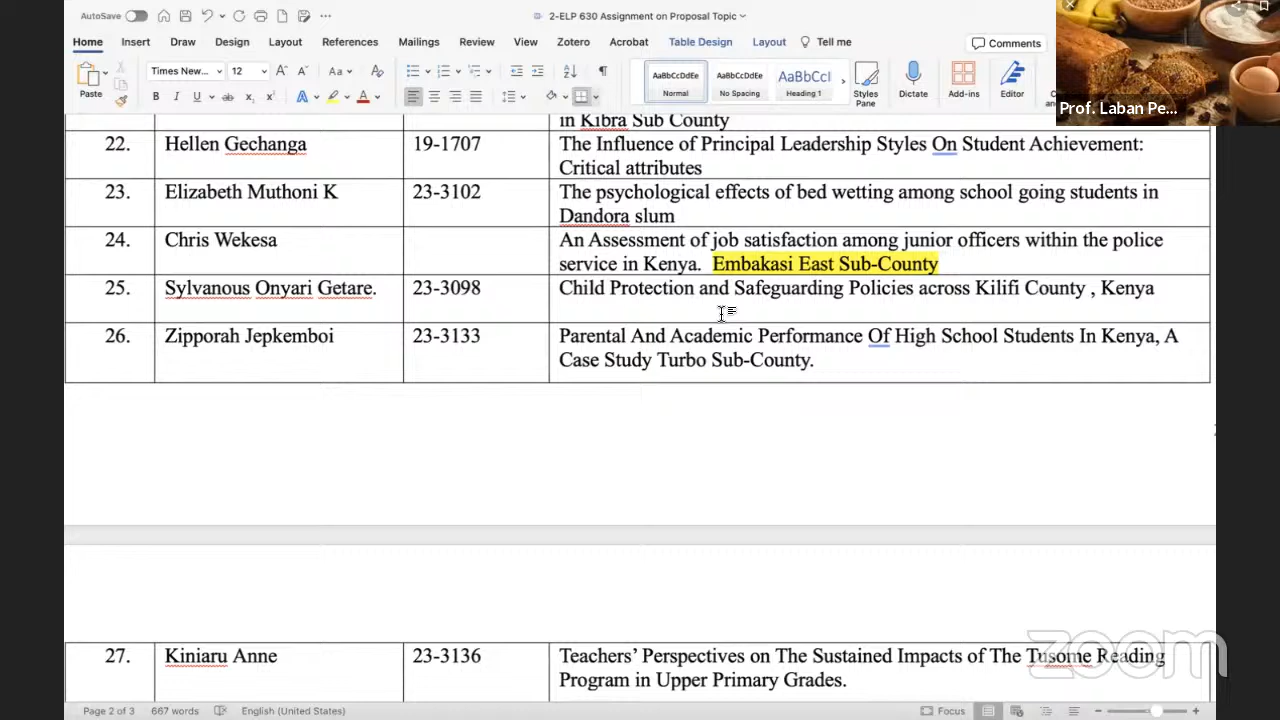 AutoSave
2-ELP 630 Assignment on Proposal Topic
Home Insert Draw Design Layout References Mailings Review View Zotero Acrobat Table Design Layout Tell me
Comments
Paste
Times New... 12
AaBbCcDdEe Normal
AaBbCcDdEe No Spacing
AaBbCcI Heading 1
Styles Pane
Dictate
Add-ins
Editor
Prof. Laban Pe...
in Kibra Sub County
22. Hellen Gechanga 19-1707 The Influence of Principal Leadership Styles On Student Achievement:
Critical attributes
23. Elizabeth Muthoni K 23-3102 The psychological effects of bed wetting among school going students in
Dandora slum
24. Chris Wekesa An Assessment of job satisfaction among junior officers within the police
service in Kenya. Embakasi East Sub-County
25. Sylvanous Onyari Getare. 23-3098 Child Protection and Safeguarding Policies across Kilifi County , Kenya
26. Zipporah Jepkemboi 23-3133 Parental And Academic Performance Of High School Students In Kenya, A
Case Study Turbo Sub-County.
27. Kiniaru Anne 23-3136 Teachers’ Perspectives on The Sustained Impacts of The Tusome Reading
Program in Upper Primary Grades.
zoom
Page 2 of 3 667 words English (United States) Focus